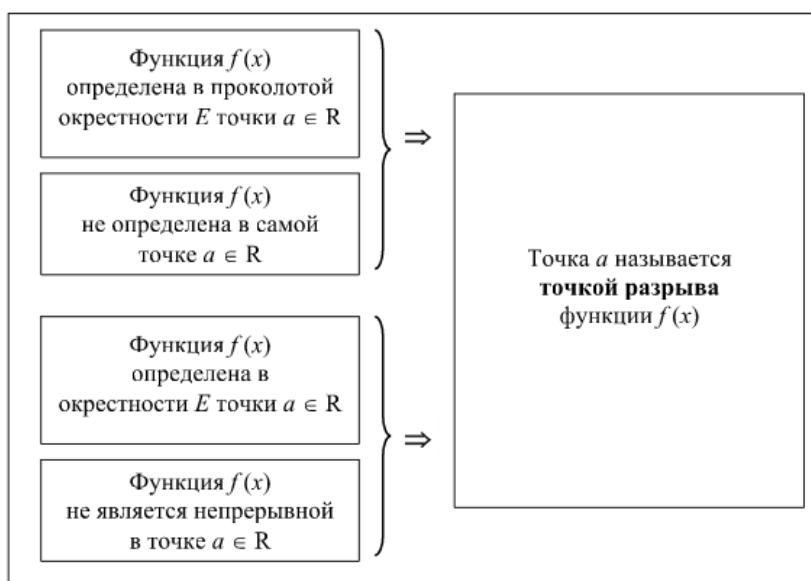 Функция f (x)
определена в проколотой
окрестности E точки a ∈ R
⇒
Функция f (x)
не определена в самой
точке a ∈ R
Точка a называется
точкой разрыва
функции f (x)
Функция f (x)
определена в
окрестности E точки a ∈ R
⇒
Функция f (x)
не является непрерывной
в точке a ∈ R